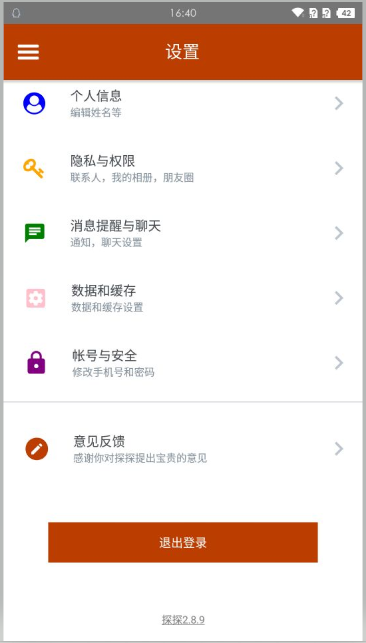 16:40
42
设置
个人信息
编辑姓名等
隐私与权限
联系人，我的相册，朋友圈
消息提醒与聊天
通知，聊天设置
数据和缓存
数据和缓存设置
帐号与安全
修改手机号和密码
意见反馈
感谢你对探探提出宝贵的意见
退出登录
探探2.8.9